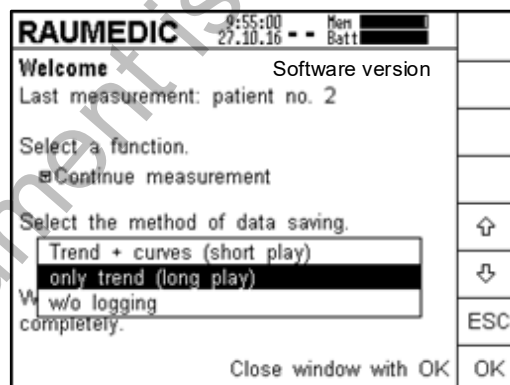 RAUMEDIC 9:55:00 Mem
27.10.16 -- Batt
Welcome Software version
Last measurement: patient no. 2
Select a function.
Continue measurement
Select the method of data saving.
Trend + curves (short play)
only trend (long play)
w/o logging
completely.
ESC
Close window with OK OK